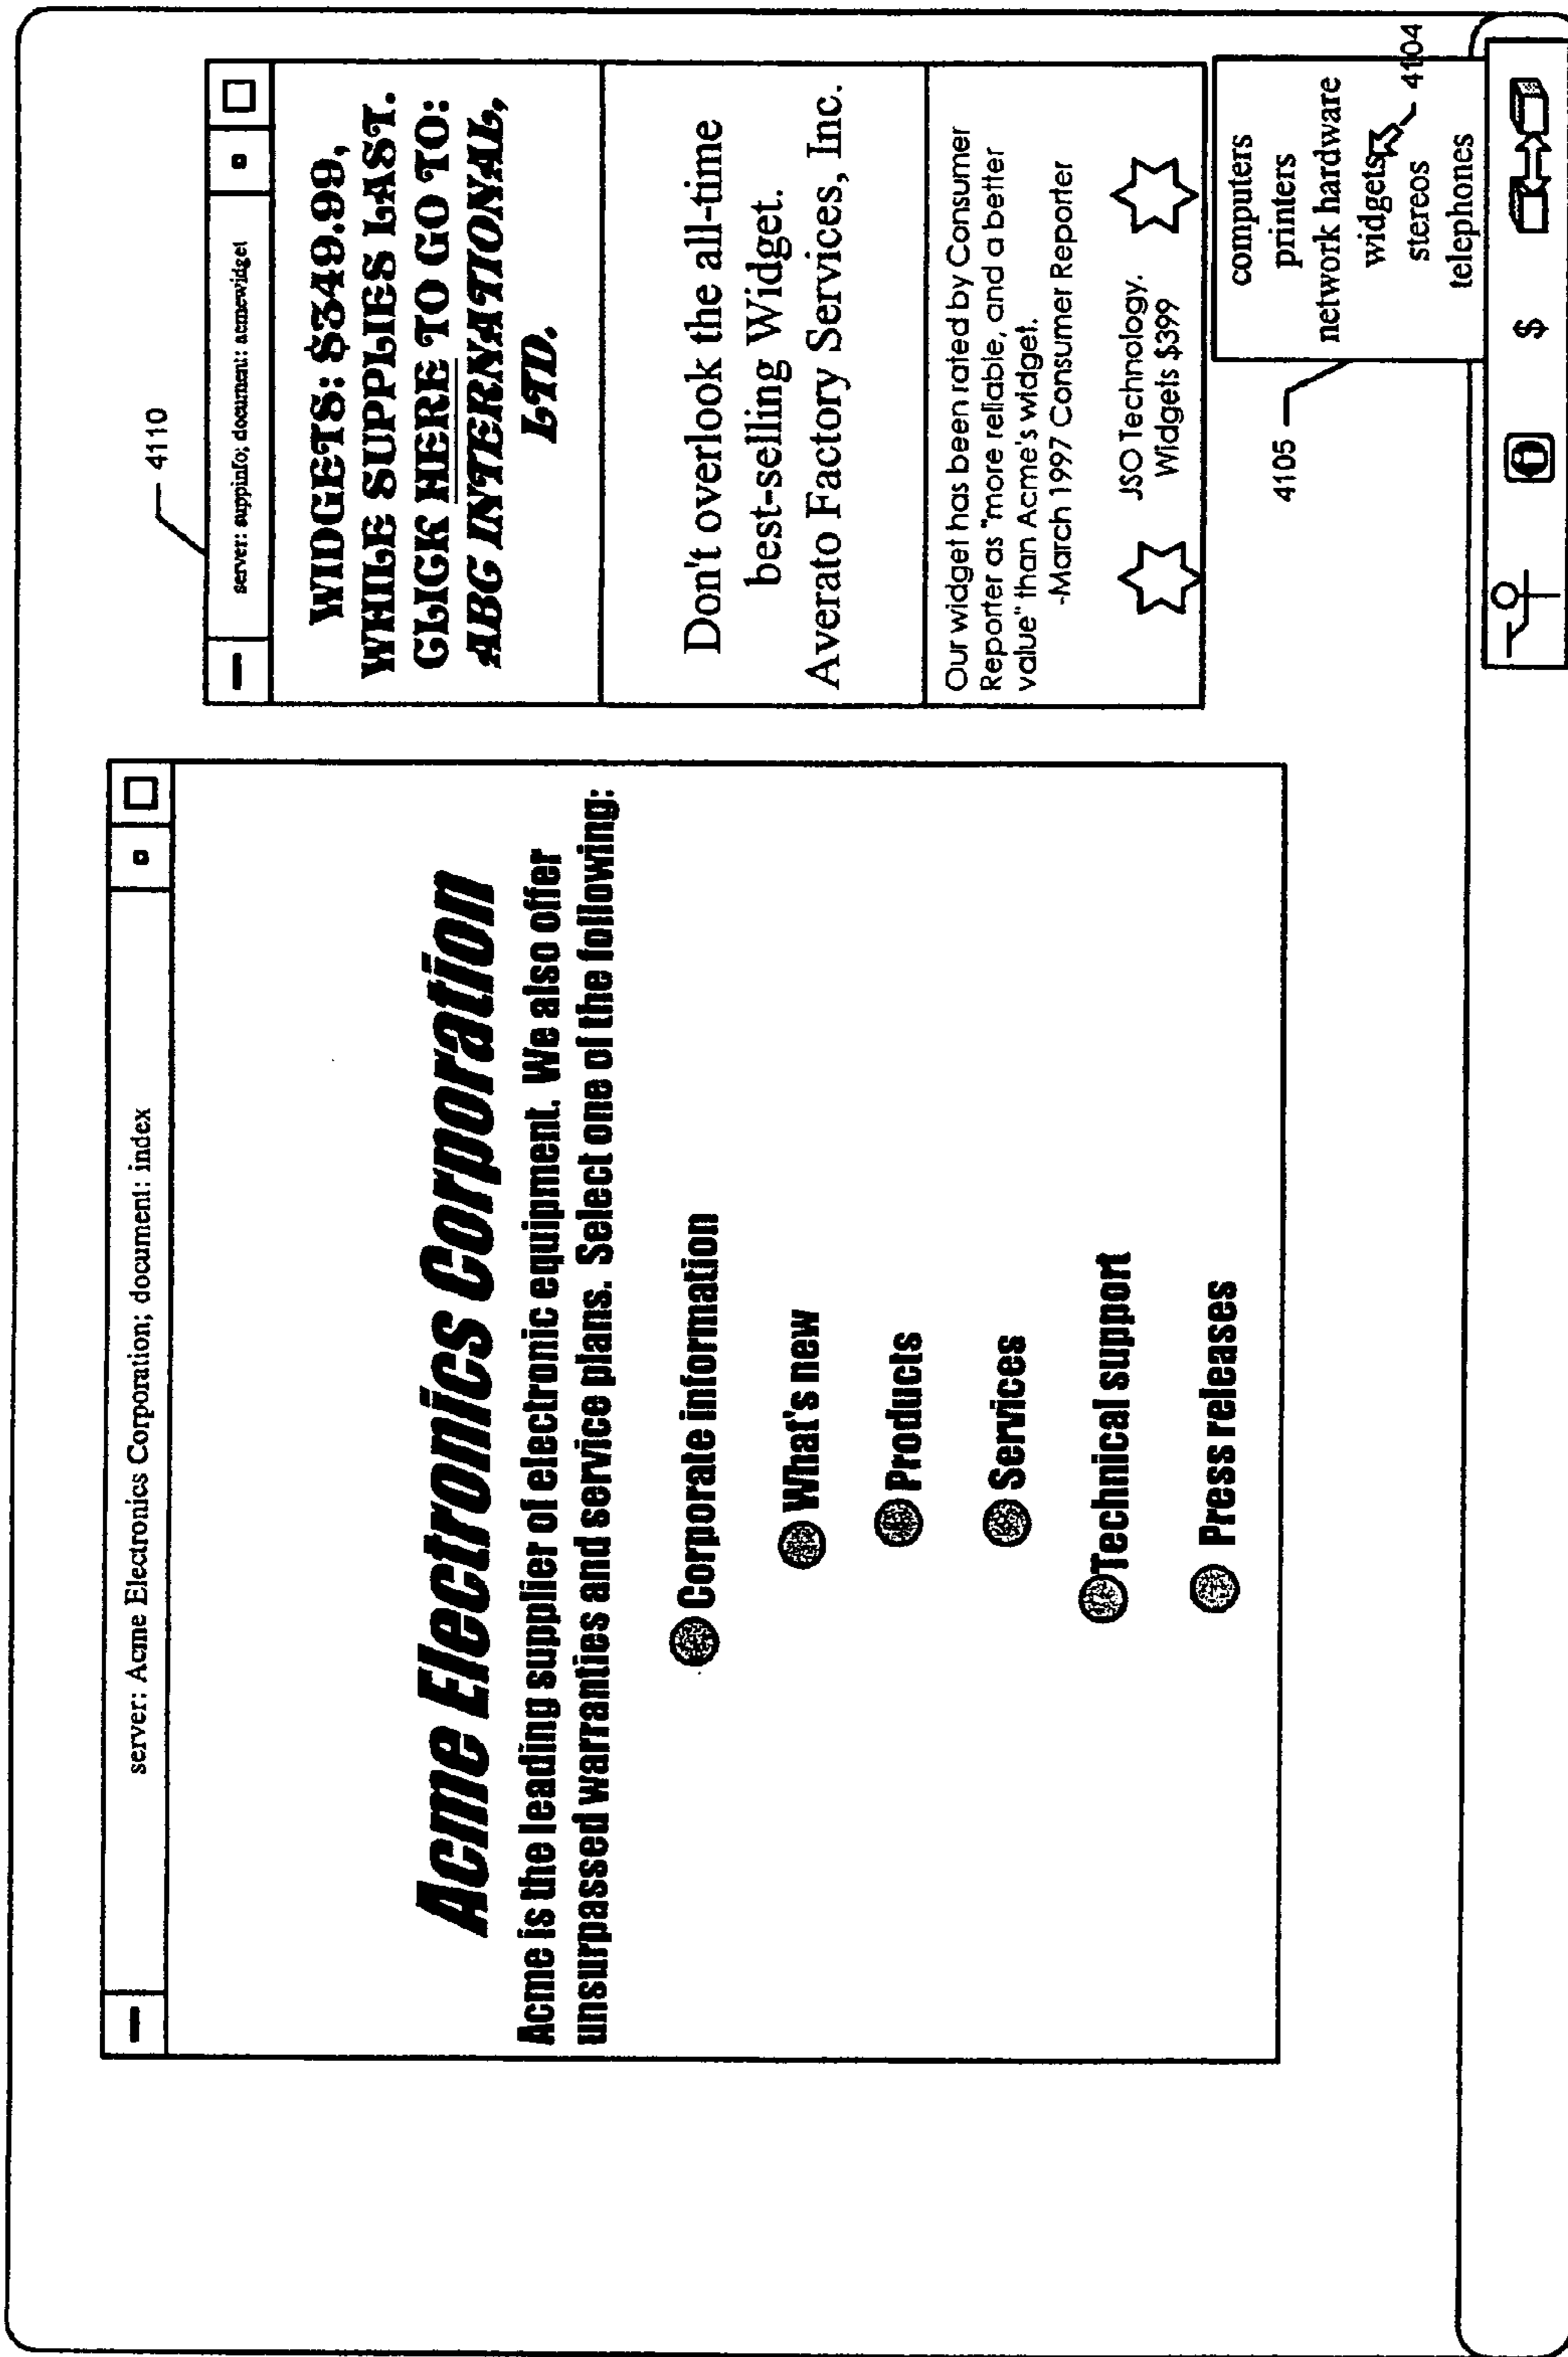 server: Acme Electronics Corporation; document: index
Acme Electronics Corporation
Acme is the leading supplier of electronic equipment. We also offer
unsurpassed warranties and service plans. Select one of the following:
Corporate information
What's new
Products
Services
Technical support
Press releases
4110
server: suppinfo; document: acmewidget
WIDGETS: $349.99,
WHILE SUPPLIES LAST.
CLICK HERE TO GO TO:
ABC INTERNATIONAL,
LTD.
Don't overlook the all-time
best-selling Widget.
Averato Factory Services, Inc.
Our widget has been rated by Consumer
Reporter as "more reliable, and a better
value" than Acme's widget.
-March 1997 Consumer Reporter
JSO Technology.
Widgets $399
4105
computers
printers
network hardware
widgets
stereos
telephones
4104
$